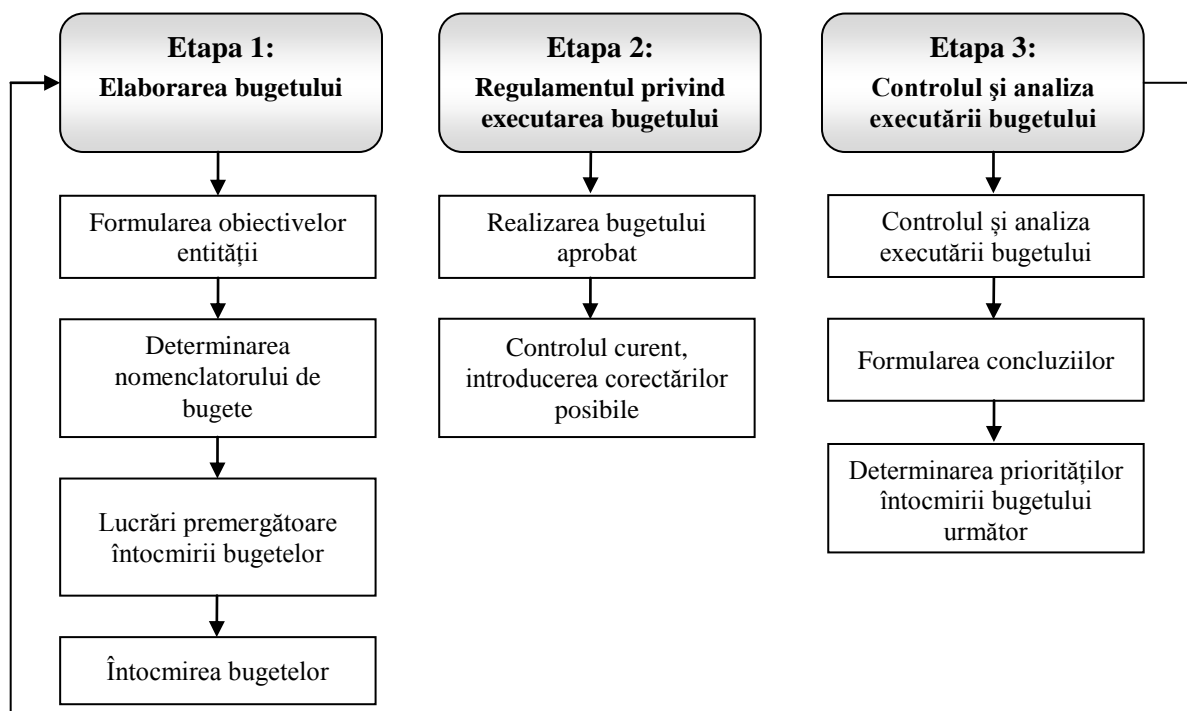 Etapa 1:
Elaborarea bugetului
Formularea obiectivelor
entității
Determinarea
nomenclatorului de
bugete
Lucrări premergătoare
întocmirii bugetelor
Întocmirea bugetelor
Etapa 2:
Regulamentul privind
executarea bugetului
Realizarea bugetului
aprobat
Controlul curent,
introducerea corectărilor
posibile
Etapa 3:
Controlul şi analiza
executării bugetului
Controlul și analiza
executării bugetului
Formularea concluziilor
Determinarea priorităților
întocmirii bugetului
următor